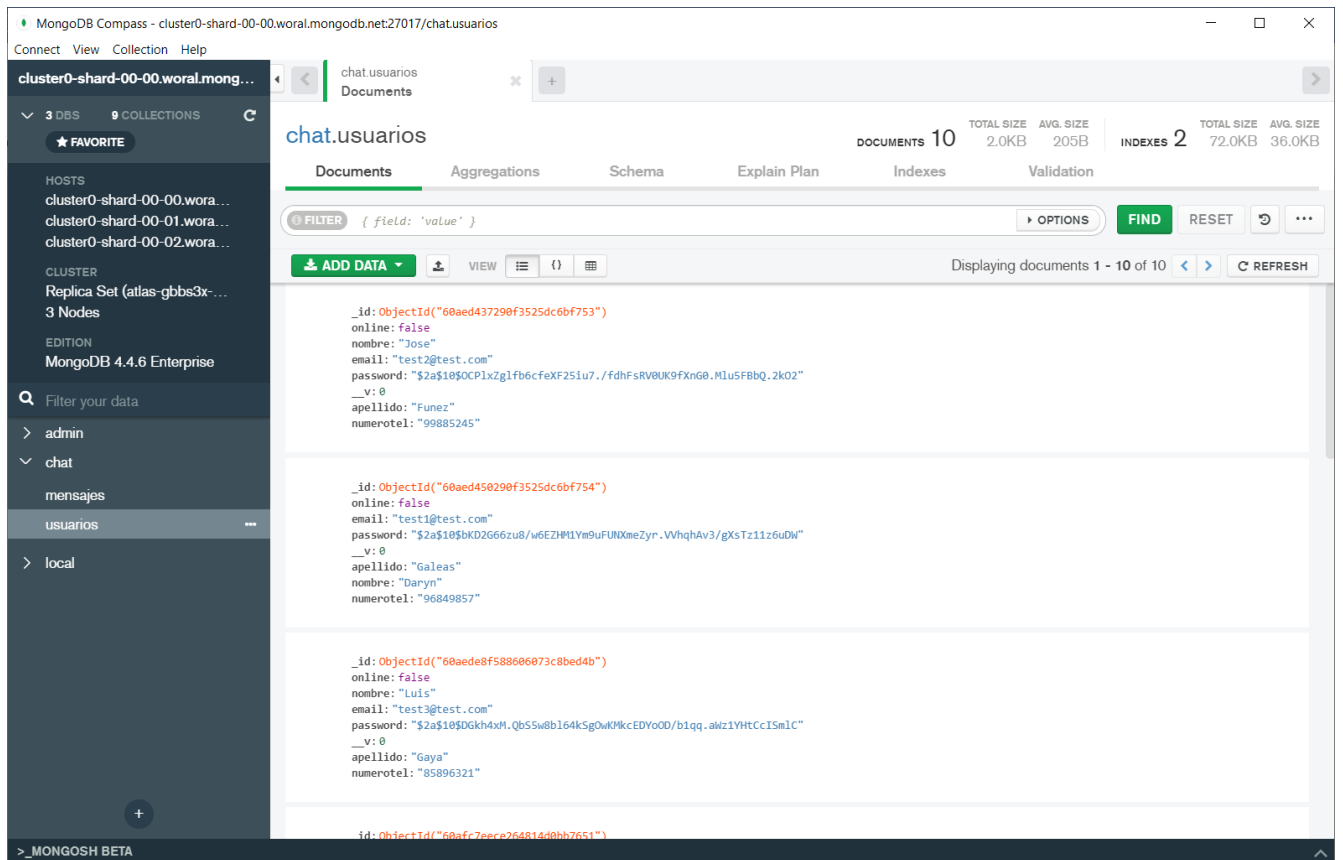 MongoDB Compass - cluster0-shard-00-00.woral.mongodb.net:27017/chat.usuarios
Connect View Collection Help
cluster0-shard-00-00.woral.mong...
3 DBS 9 COLLECTIONS
FAVORITE
HOSTS
cluster0-shard-00-00.wora...
cluster0-shard-00-01.wora...
cluster0-shard-00-02.wora...
CLUSTER
Replica Set (atlas-gbbs3x-...
3 Nodes
EDITION
MongoDB 4.4.6 Enterprise
Filter your data
admin
chat
mensajes
usuarios
local
>_MONGOSH BETA
chat.usuarios
Documents
chat.usuarios
DOCUMENTS 10 TOTAL SIZE 2.0KB AVG. SIZE 205B INDEXES 2 TOTAL SIZE 72.0KB AVG. SIZE 36.0KB
Documents Aggregations Schema Explain Plan Indexes Validation
FILTER { field: 'value' } OPTIONS FIND RESET
ADD DATA VIEW {} Displaying documents 1 - 10 of 10 < > REFRESH
_id: ObjectId("60aed437290f3525dc6bf753")
online: false
nombre: "Jose"
email: "test2@test.com"
password: "$2a$10$OCPlxZglfb6cfeXF25iu7./fdhFsRV0UK9fXnG0.Mlu5FBbQ.2kO2"
__v: 0
apellido: "Funez"
numerotel: "99885245"
_id: ObjectId("60aed450290f3525dc6bf754")
online: false
email: "test1@test.com"
password: "$2a$10$bKD2G66zu8/w6EZHM1Ym9uFUNXmeZyr.VVhqhAv3/gXsTz11z6uDW"
__v: 0
apellido: "Galeas"
nombre: "Daryn"
numerotel: "96849857"
_id: ObjectId("60aede8f588606073c8bed4b")
online: false
nombre: "Luis"
email: "test3@test.com"
password: "$2a$10$DGkh4xM.QbS5w8bl64kSgOwKMkcEDYoOD/b1qq.aWz1YHtCcISmlC"
__v: 0
apellido: "Gaya"
numerotel: "85896321"
_id: ObjectId("60afc7eece264814d0bb7651")